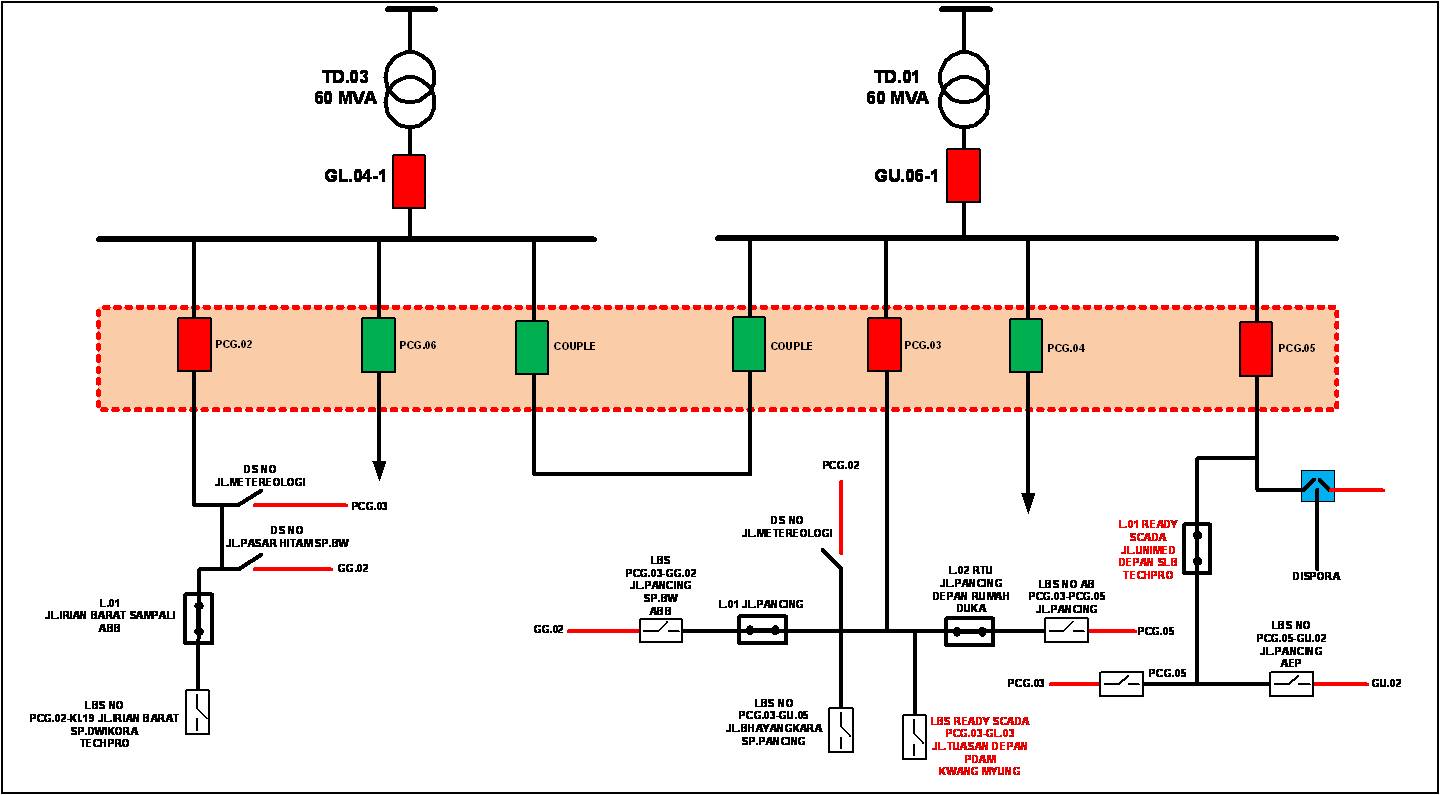 TD.03
60 MVA
TD.01
60 MVA
GL.04-1
GU.06-1
PCG.02
PCG.06
COUPLE
COUPLE
PCG.03
PCG.04
PCG.05
DS NO
JL.METEREOLOGI
PCG.03
DS NO
JL.PASAR HITAM SP.BW
GG.02
L.01
JL.IRIAN BARAT SAMPALI
ABB
LBS NO
PCG.02-KI.19 JL.IRIAN BARAT
SP.DWIKORA
TECHPRO
PCG.02
DS NO
JL.METEREOLOGI
LBS
PCG.03-GG.02
JL.PANCING
SP.BW
ABB
GG.02
L.01 JL.PANCING
L.02 RTU
JL.PANCING
DEPAN RUMAH
DUKA
LBS NO AB
PCG.03-PCG.05
JL.PANCING
PCG.05
LBS NO
PCG.03-GU.05
JL.BHAYANGKARA
SP.PANCING
LBS READY SCADA
PCG.03-GL.03
JL.TUASAN DEPAN
PDAM
KWANG MYUNG
L.01 READY
SCADA
JL.UNIMED
DEPAN SLB
TECHPRO
DISPORA
PCG.03
PCG.05
LBS NO
PCG.05-GU.02
JL.PANCING
AEP
GU.02